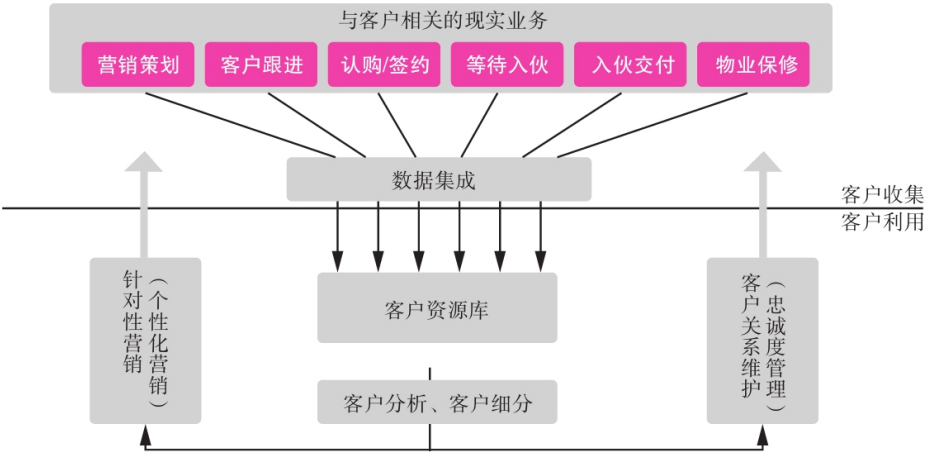 与客户相关的现实业务
营销策划
客户跟进
认购/签约
等待入伙
入伙交付
物业保修
数据集成
客户收集
客户利用
针对性营销
（个性化营销）
客户资源库
客户关系维护
（忠诚度管理）
客户分析、客户细分